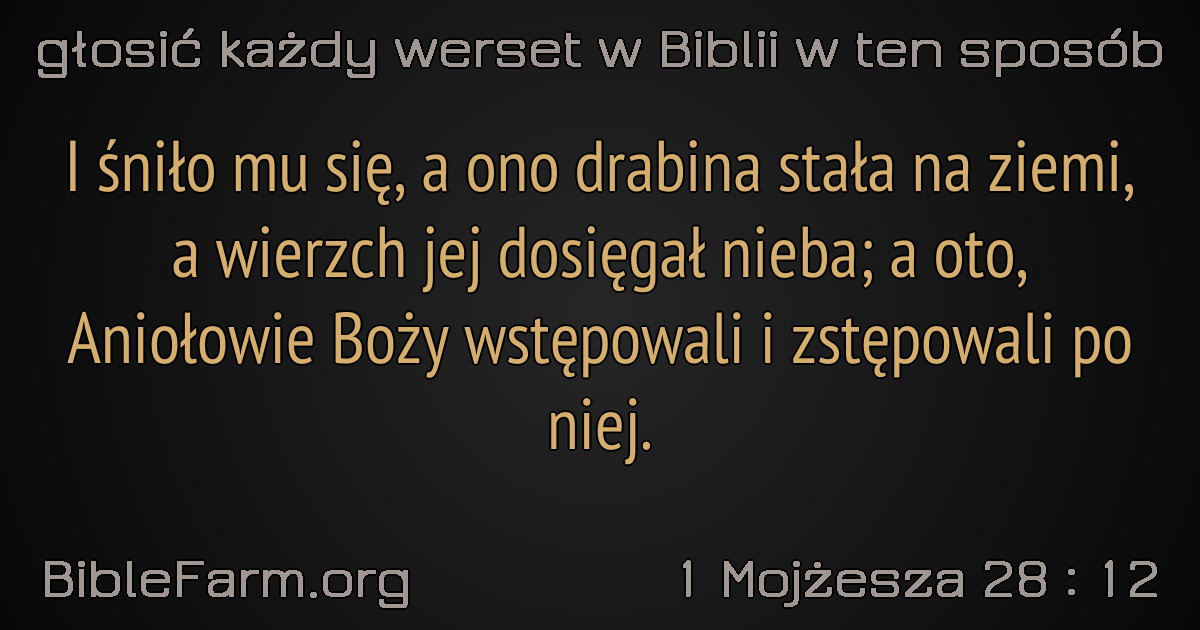 głosić każdy werset w Biblii w ten sposób
I śniło mu się, a ono drabina stała na ziemi,
a wierzch jej dosięgał nieba; a oto,
Aniołowie Boży wstępowali i zstępowali po
niej.
BibleFarm.org
1 Mojżesza 28 : 12